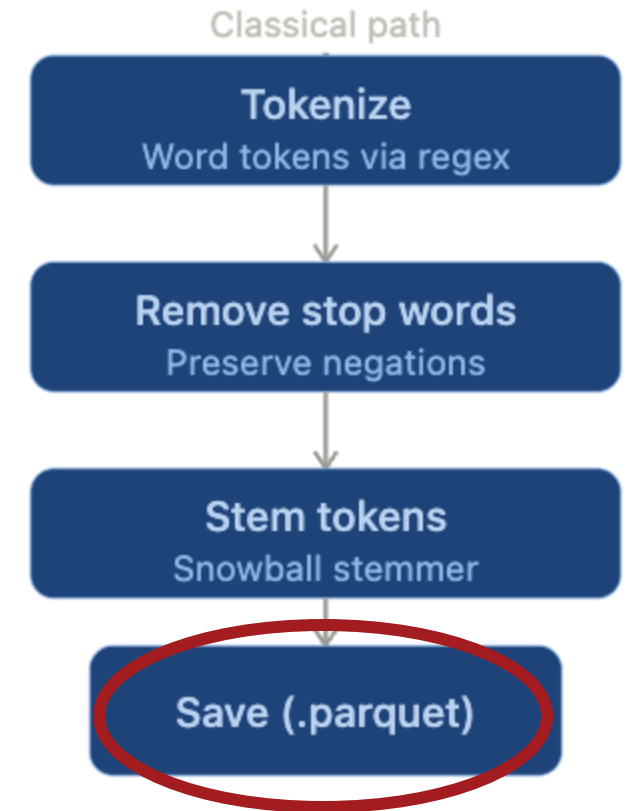 Classical path
Tokenize
Word tokens via regex
Remove stop words
Preserve negations
Stem tokens
Snowball stemmer
Save (.parquet)